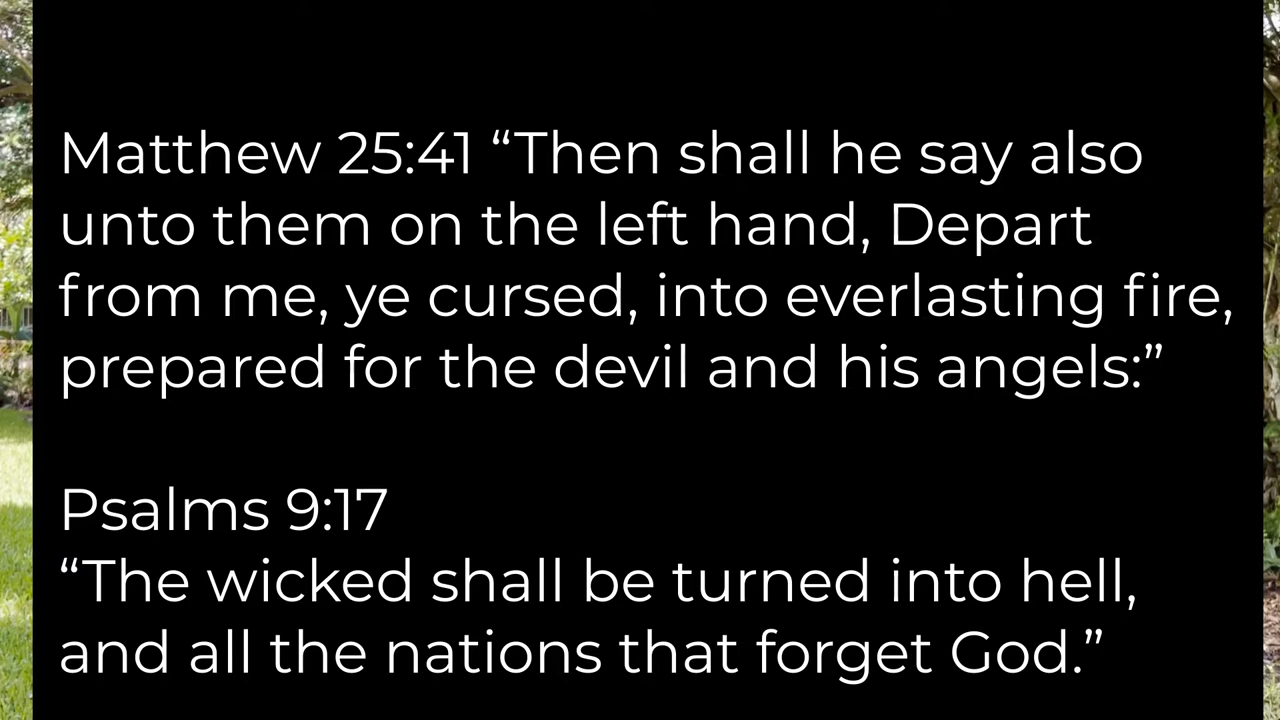 Matthew 25:41 “Then shall he say also
unto them on the left hand, Depart
from me, ye cursed, into everlasting fire,
prepared for the devil and his angels:”
Psalms 9:17
“The wicked shall be turned into hell,
and all the nations that forget God.”